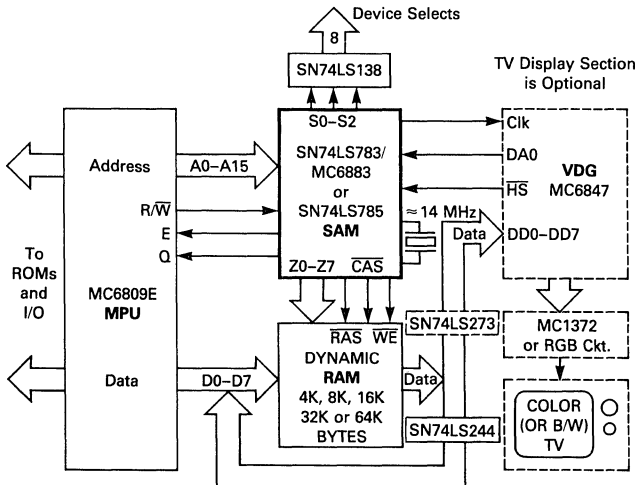 Device Selects
8
SN74LS138
TV Display Section
is Optional
S0–S2
SN74LS783/
MC6883
or
SN74LS785
SAM
Z0–Z7
CAS
Address
A0–A15
R/W
E
Q
To
ROMs
and
I/O
MC6809E
MPU
Data
D0–D7
≈ 14 MHz
Clk
DA0
HS
VDG
MC6847
Data
DD0–DD7
RAS
WE
DYNAMIC
RAM
4K, 8K, 16K
32K or 64K
BYTES
Data
SN74LS273
SN74LS244
MC1372
or RGB Ckt.
COLOR
(OR B/W)
TV